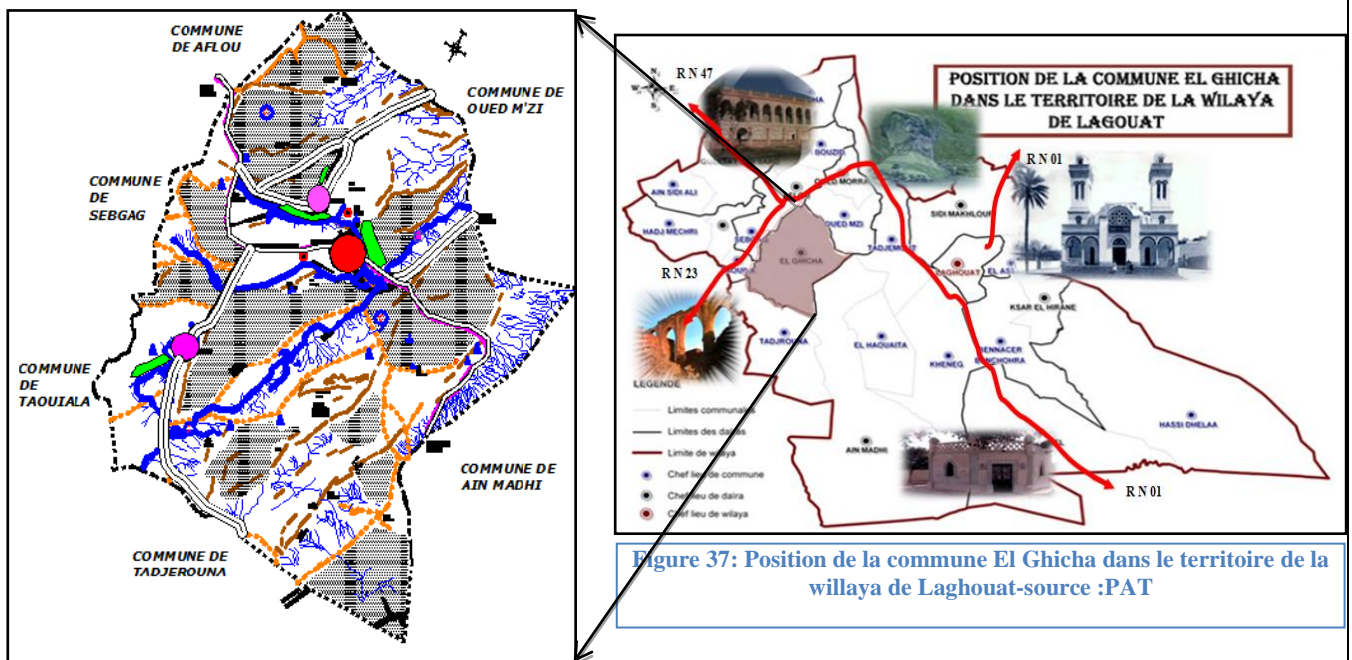 COMMUNE
DE AFLOU
COMMUNE DE
OUED M'ZI
COMMUNE
DE
SEBGAG
COMMUNE
DE
TAOUIALA
COMMUNE DE
AIN MADHI
COMMUNE DE
TADJEROUNA
POSITION DE LA COMMUNE EL GHICHA
DANS LE TERRITOIRE DE LA WILAYA
DE LAGOUAT
R N 47
N
W E
S
BOUZID
OUED MORRA
R N 01
AIN SIDI ALI
SIDI MAKHLOUF
HADJ MECHRI
OUED MZI
TADJEMOUT
EL GHICHA
R N 23
KSAR EL HIRANE
TADJROUNA
EL HAOUAITA
KHENEG
BENNACER
BENCHOHRA
HASSI DHELAA
AIN MADHI
R N 01
LEGENDE
Limites communales
Limites des dairas
Limite de wilaya
Chef lieu de commune
Chef lieu de daira
Chef lieu de wilaya
Figure 37: Position de la commune El Ghicha dans le territoire de la
willaya de Laghouat-source :PAT